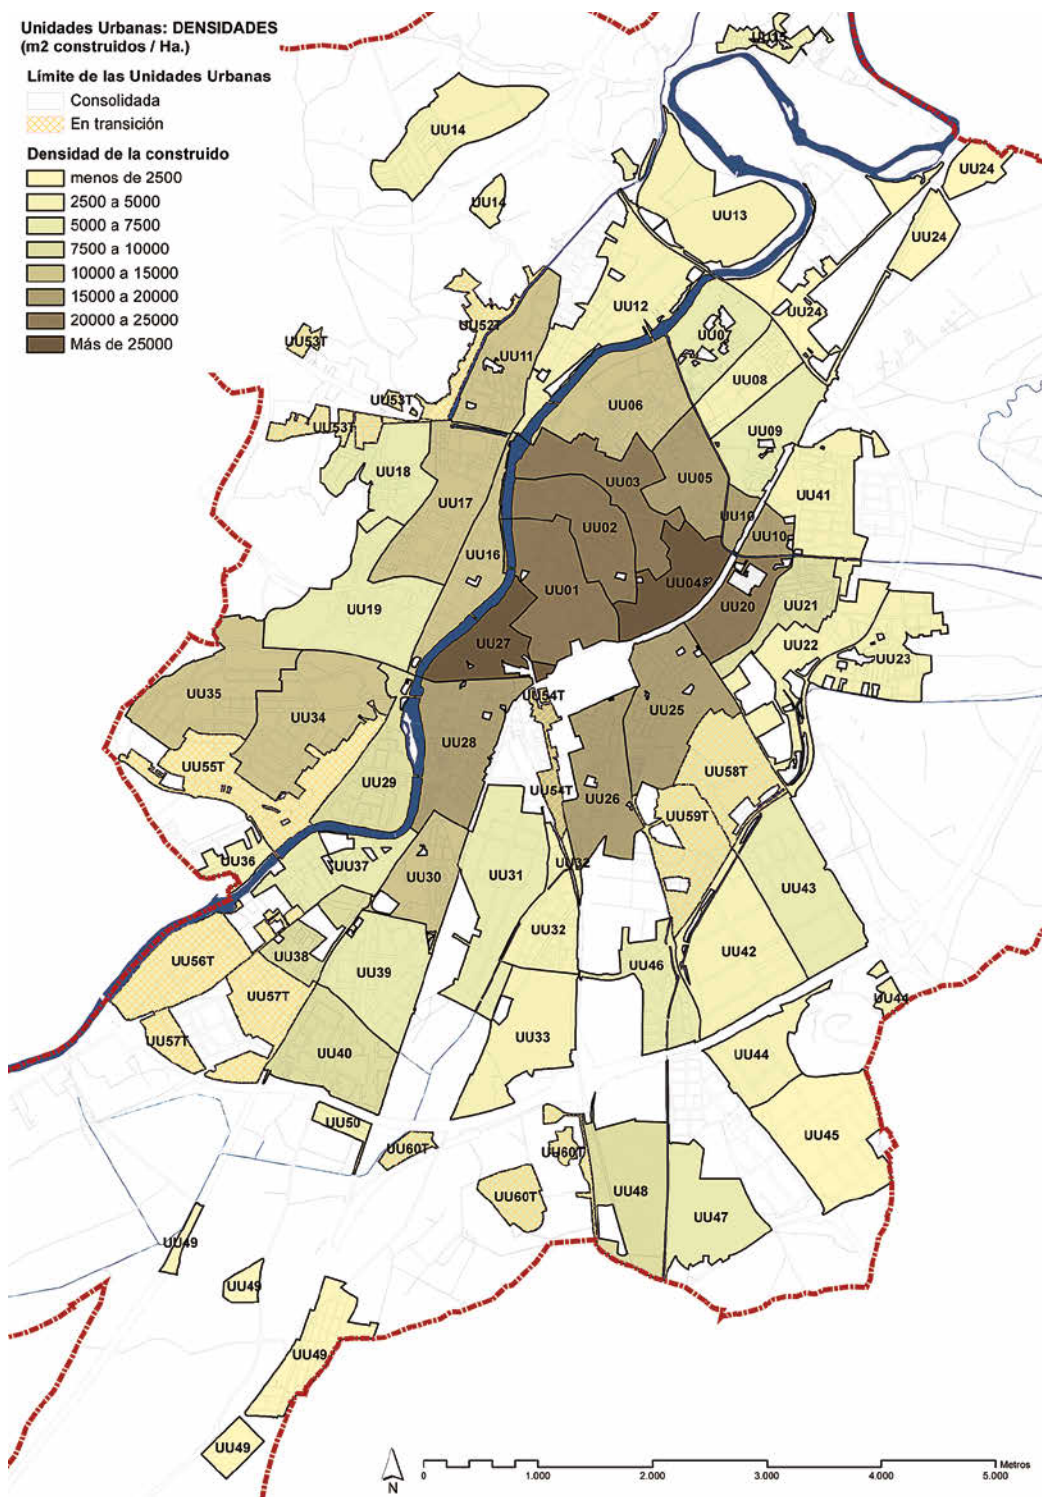 Unidades Urbanas: DENSIDADES
(m2 construidos / Ha.)
Límite de las Unidades Urbanas
Consolidada
En transición
Densidad de la construido
menos de 2500
2500 a 5000
5000 a 7500
7500 a 10000
10000 a 15000
15000 a 20000
20000 a 25000
Más de 25000
UU15
UU14
UU24
UU14
UU13
UU24
UU12
UU24
UU52T
UU07
UU53T
UU11
UU08
UU53T
UU06
UU53T
UU09
UU18
UU03
UU05
UU41
UU17
UU10
UU02
UU10
UU16
UU04
UU01
UU19
UU20
UU21
UU27
UU22
UU23
UU35
UU54T
UU34
UU25
UU28
UU55T
UU58T
UU29
UU54T
UU26
UU59T
UU36
UU37
UU32
UU30
UU31
UU43
UU32
UU42
UU38
UU56T
UU39
UU46
UU57T
UU44
UU57T
UU33
UU40
UU44
UU50
UU45
UU60T
UU60T
UU60T
UU48
UU47
UU49
UU49
UU49
UU49
N
0
1.000
2.000
3.000
4.000
5.000
Metros